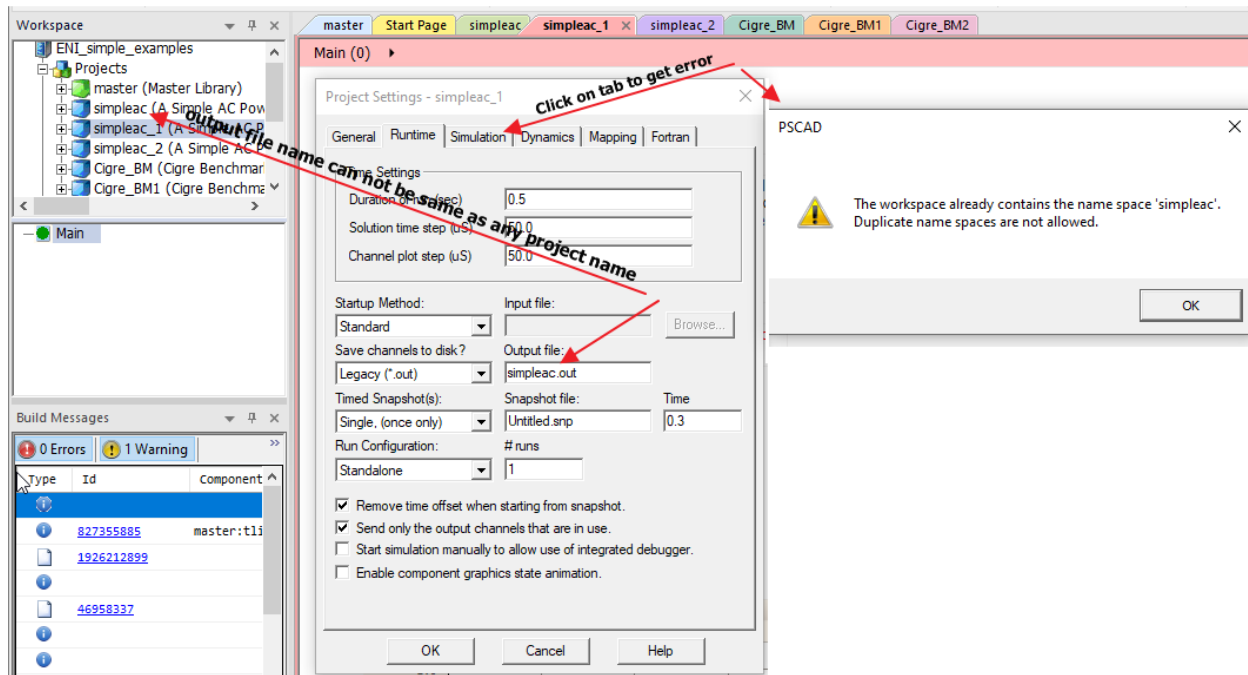 Workspace
master
Start Page
simpleac
simpleac_1
simpleac_2
Cigre_BM
Cigre_BM1
Cigre_BM2
ENI_simple_examples
Projects
master (Master Library)
simpleac (A Simple AC Pow
simpleac_1 (A Simple AC P
simpleac_2 (A Simple AC P
Cigre_BM (Cigre Benchmar
Cigre_BM1 (Cigre Benchma
Main
Main (0)
Project Settings - simpleac_1
Click on tab to get error
output file name can not be same as any project name
General
Runtime
Simulation
Dynamics
Mapping
Fortran
Time Settings
Duration of run (sec)
0.5
Solution time step (uS)
50.0
Channel plot step (uS)
50.0
Startup Method:
Input file:
Standard
Browse...
Save channels to disk?
Output file:
Legacy (*.out)
simpleac.out
Timed Snapshot(s):
Snapshot file:
Time
Single, (once only)
Untitled.snp
0.3
Run Configuration:
# runs
Standalone
1
Remove time offset when starting from snapshot.
Send only the output channels that are in use.
Start simulation manually to allow use of integrated debugger.
Enable component graphics state animation.
OK
Cancel
Help
PSCAD
The workspace already contains the name space 'simpleac'.
Duplicate name spaces are not allowed.
OK
Build Messages
0 Errors
1 Warning
Type
Id
Component
827355885
master:tli
1926212899
46958337